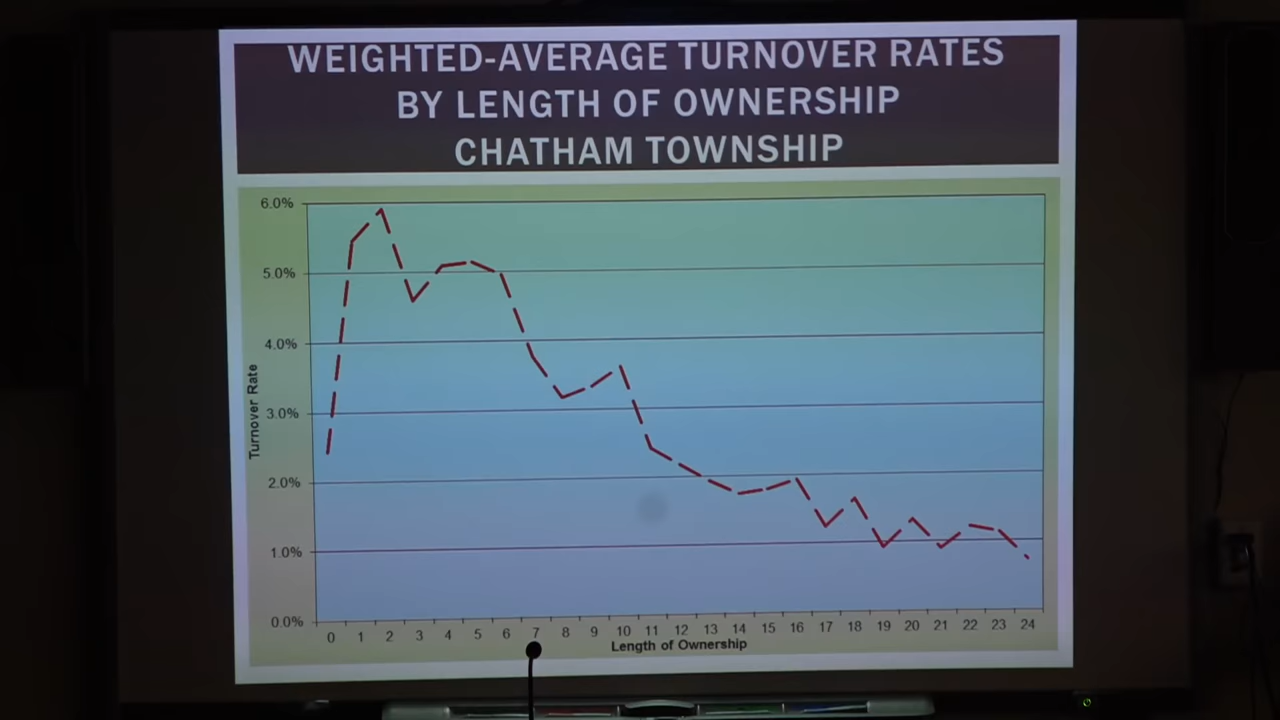 WEIGHTED-AVERAGE TURNOVER RATES
BY LENGTH OF OWNERSHIP
CHATHAM TOWNSHIP
6.0%
5.0%
4.0%
3.0%
2.0%
1.0%
0.0%
Turnover Rate
0 1 2 3 4 5 6 7 8 9 10 11 12 13 14 15 16 17 18 19 20 21 22 23 24
Length of Ownership